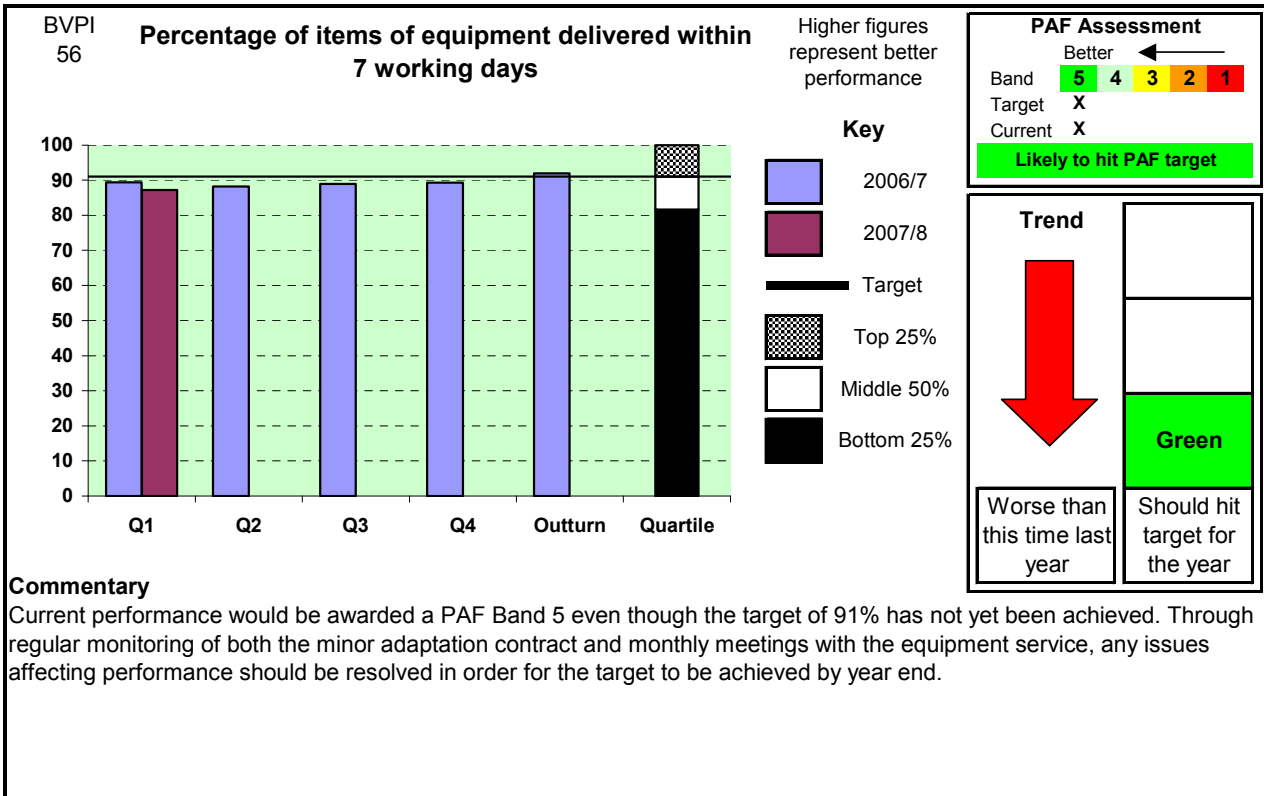 BVPI
56
Percentage of items of equipment delivered within
7 working days
Higher figures
represent better
performance
100
90
80
70
60
50
40
30
20
10
0
Q1
Q2
Q3
Q4
Outturn
Quartile
Key
2006/7
2007/8
Target
Top 25%
Middle 50%
Bottom 25%
PAF Assessment
Better
Band 5 4 3 2 1
Target X
Current X
Likely to hit PAF target
Trend
Green
Worse than
this time last
year
Should hit
target for
the year
Commentary
Current performance would be awarded a PAF Band 5 even though the target of 91% has not yet been achieved. Through
regular monitoring of both the minor adaptation contract and monthly meetings with the equipment service, any issues
affecting performance should be resolved in order for the target to be achieved by year end.